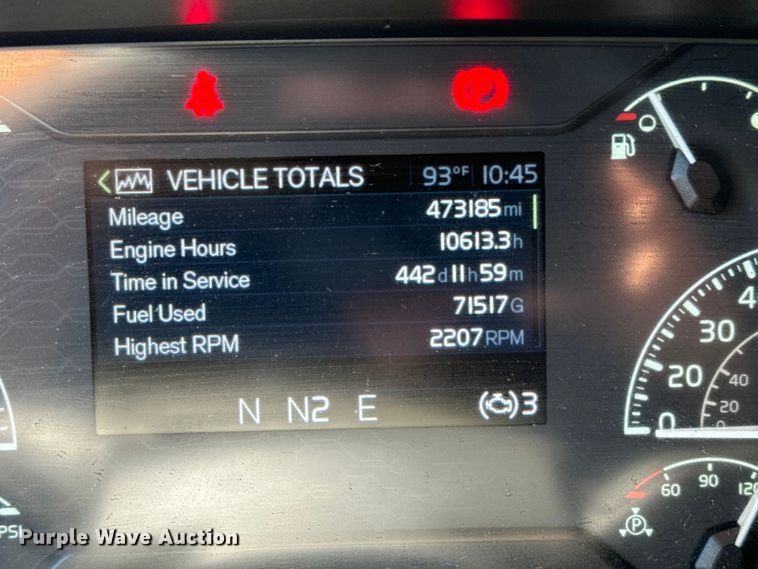 VEHICLE TOTALS 93°F 10:45
Mileage 473185mi
Engine Hours 10613.3h
Time in Service 442d11h59m
Fuel Used 71517G
Highest RPM 2207RPM
N N2 E 3
40
30
20
0
40
20
0
60 90 120
P
PSI
Purple Wave Auction